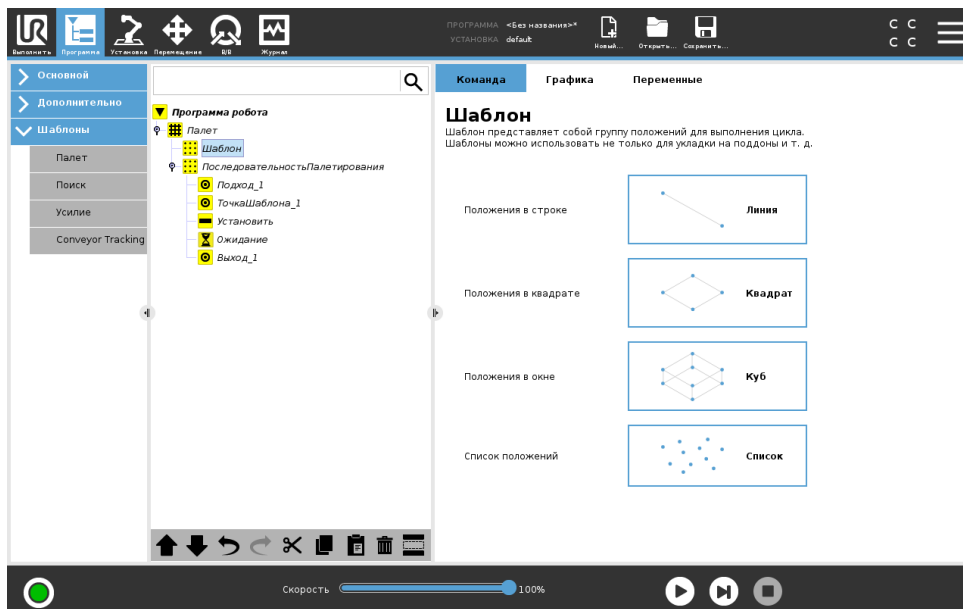 UR
Выполнить
Программа
Установка
Перемещение
В/В
Журнал
ПРОГРАММА <Без названия>*
УСТАНОВКА default
Новый...
Открыть...
Сохранить...
C C
C C
Основной
Дополнительно
Шаблоны
Палет
Поиск
Усилие
Conveyor Tracking
Программа робота
Палет
Шаблон
ПоследовательностьПалетирования
Подход_1
ТочкаШаблона_1
Установить
Ожидание
Выход_1
Команда
Графика
Переменные
Шаблон
Шаблон представляет собой группу положений для выполнения цикла.
Шаблоны можно использовать не только для укладки на поддоны и т. д.
Положения в строке
Линия
Положения в квадрате
Квадрат
Положения в окне
Куб
Список положений
Список
Скорость
100%